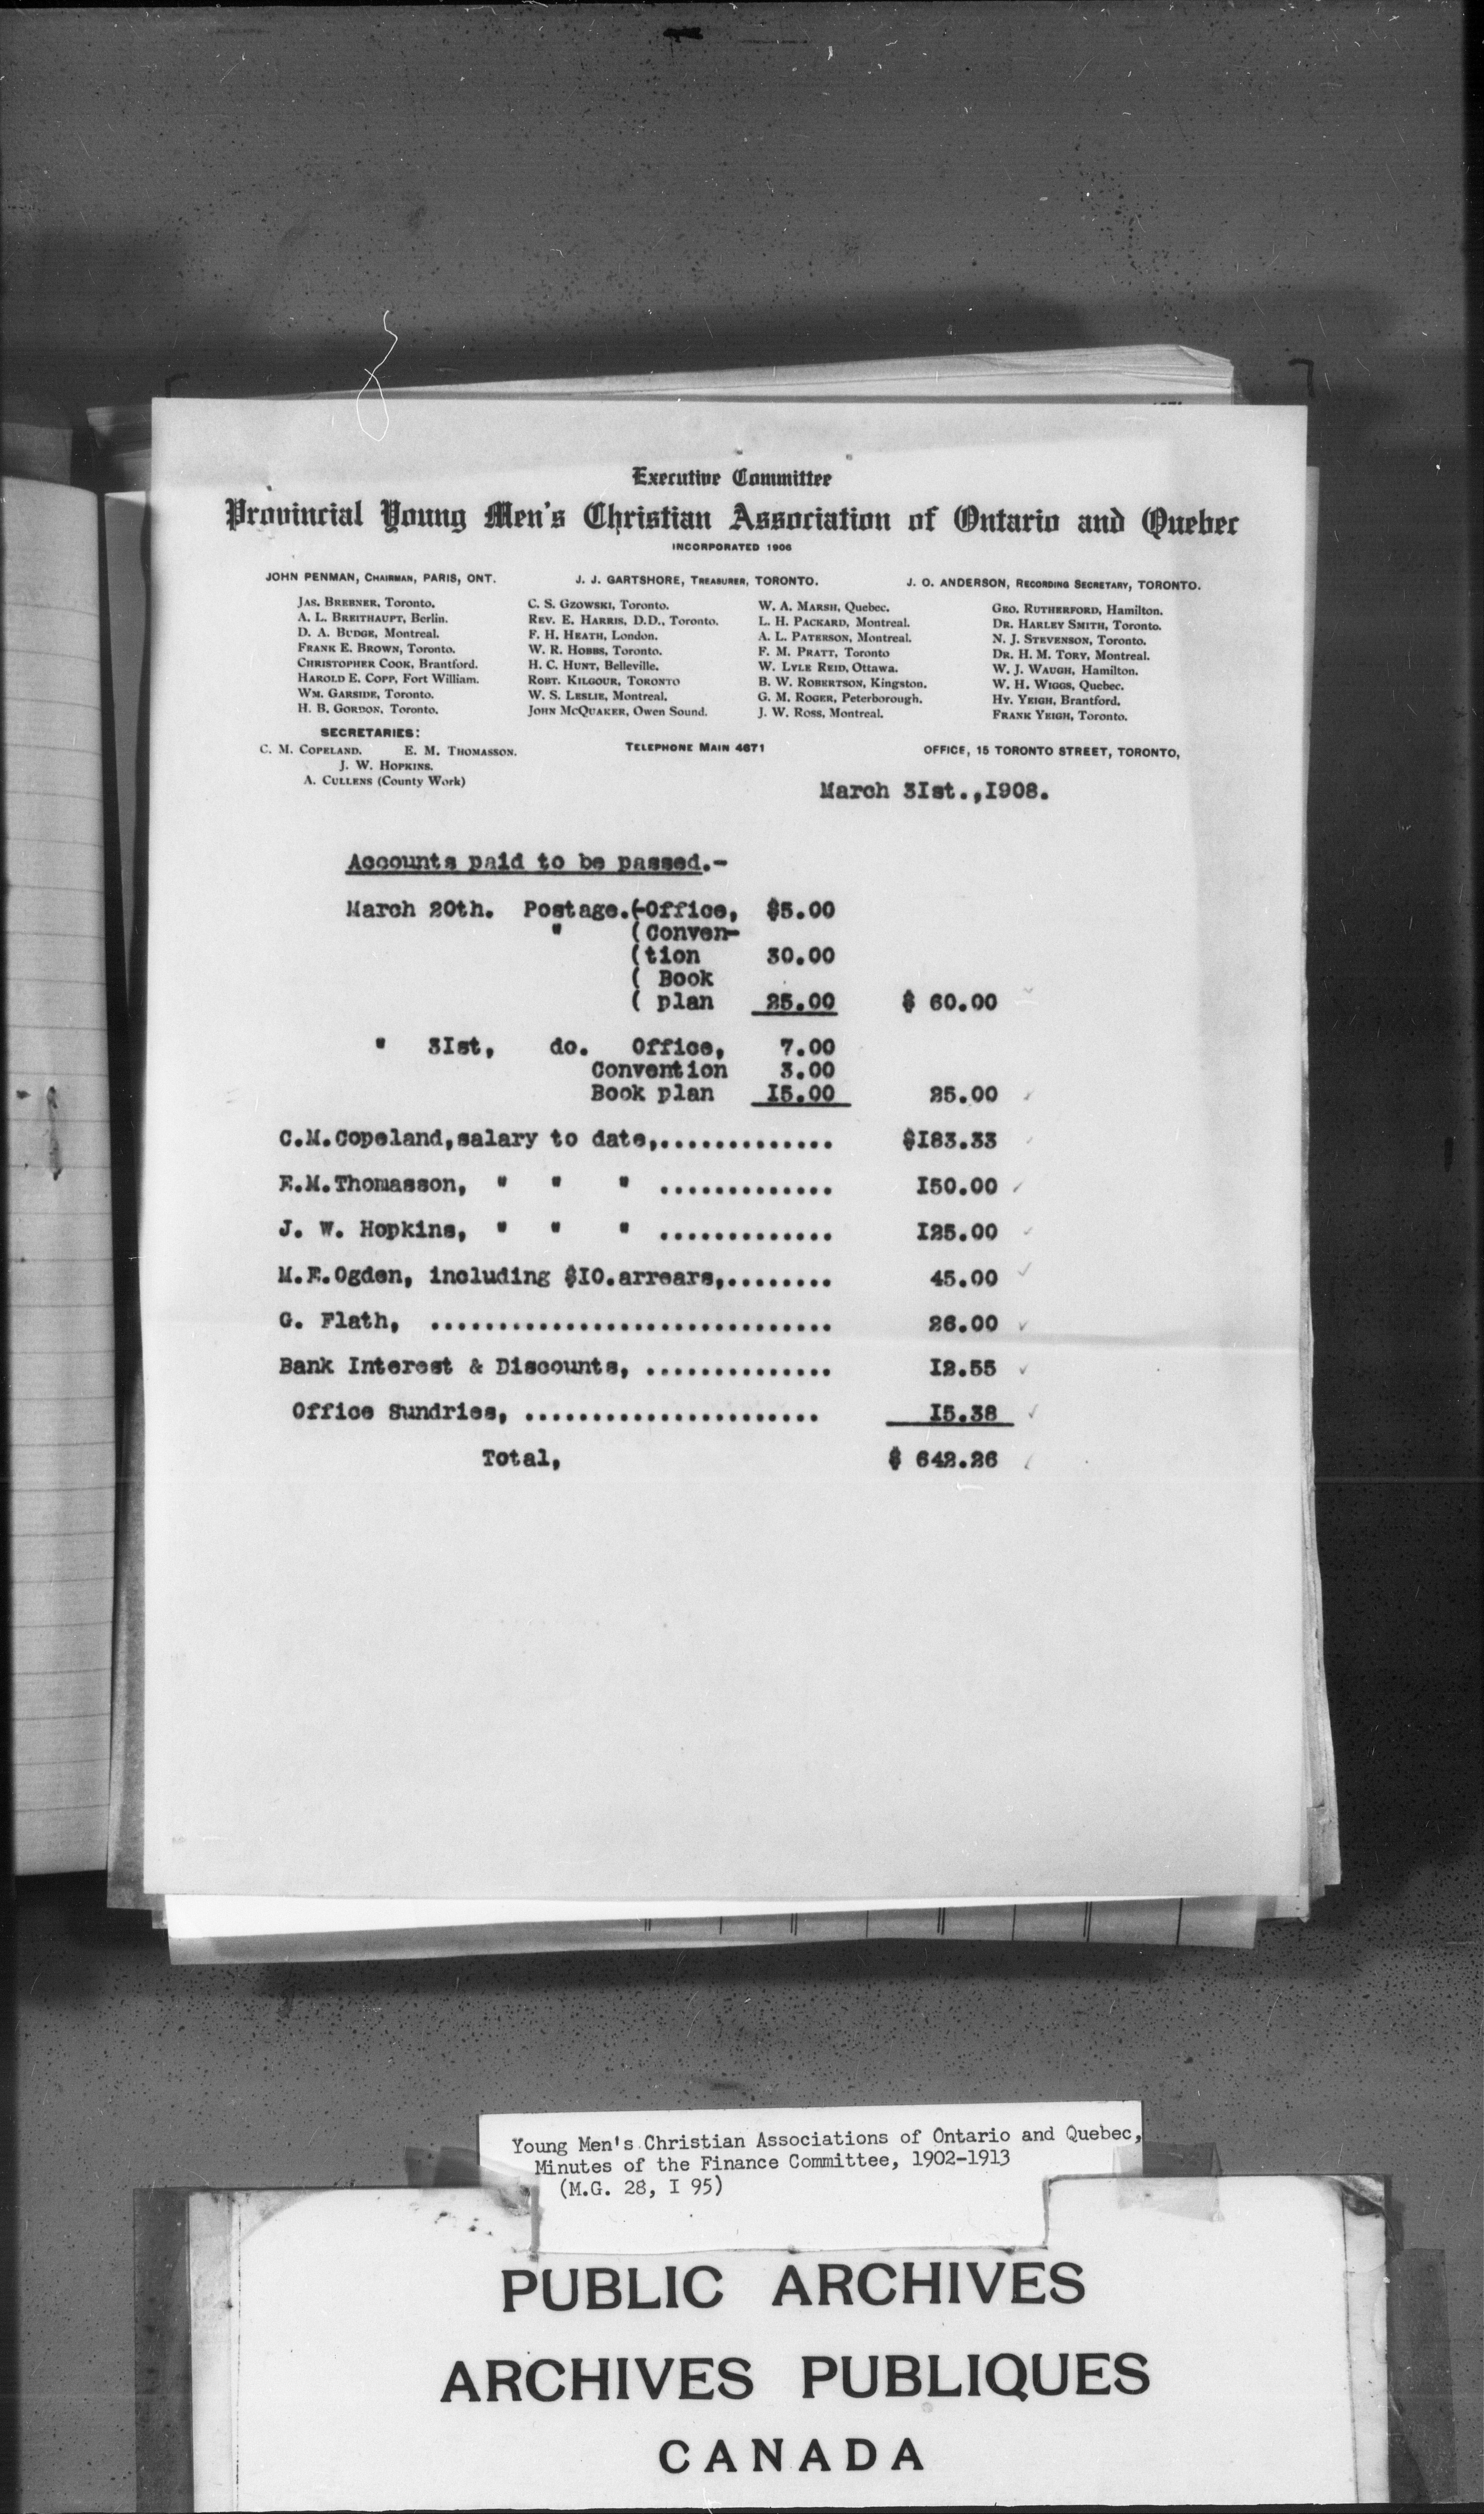 Executive Committee
Provincial Young Men's Christian Association of Ontario and Quebec
INCORPORATED 1906
JOHN PENMAN, CHAIRMAN, PARIS, ONT. J. J. GARTSHORE, TREASURER, TORONTO. J. O. ANDERSON, RECORDING SECRETARY, TORONTO.
JAS. BREBNER, Toronto. C. S. GZOWSKI, Toronto. W. A. MARSH, Quebec. GEO. RUTHERFORD, Hamilton.
A. L. BREITHAUPT, Berlin. REV. E. HARRIS, D.D., Toronto. L. H. PACKARD, Montreal. DR. HARLEY SMITH, Toronto.
D. A. BUDGE, Montreal. F. H. HEATH, London. A. L. PATERSON, Montreal. N. J. STEVENSON, Toronto.
FRANK E. BROWN, Toronto. W. R. HOBBS, Toronto. F. M. PRATT, Toronto DR. H. M. TORY, Montreal.
CHRISTOPHER COOK, Brantford. H. C. HUNT, Belleville. W. LYLE REID, Ottawa. W. J. WAUGH, Hamilton.
HAROLD E. COPP, Fort William. ROBT. KILGOUR, TORONTO B. W. ROBERTSON, Kingston. W. H. WIGGS, Quebec.
WM. GARSIDE, Toronto. W. S. LESLIE, Montreal. G. M. ROGER, Peterborough. HY. YEIGH, Brantford.
H. B. GORDON, Toronto. JOHN MCQUAKER, Owen Sound. J. W. ROSS, Montreal. FRANK YEIGH, Toronto.
SECRETARIES:
C. M. COPELAND. E. M. THOMASSON. TELEPHONE MAIN 4671 OFFICE, 15 TORONTO STREET, TORONTO,
J. W. HOPKINS.
A. CULLENS (County Work)
March 3Ist.,I908.
Accounts paid to be passed.-
March 20th. Postage.(-Office, $5.00
" (Conven-
(tion 30.00
( Book
( plan 25.00 $ 60.00
" 3Ist, do. Office, 7.00
Convention 3.00
Book plan I5.00 25.00
C.M.Copeland,salary to date,............. $I83.33
E.M.Thomasson, " " " ............. I50.00
J. W. Hopkins, " " " ............. I25.00
M.E.Ogden, including $I0.arrears,........ 45.00
G. Flath, .............................. 26.00
Bank Interest & Discounts, .............. I2.55
Office Sundries, ...................... I5.38
Total, $ 642.26
Young Men's Christian Associations of Ontario and Quebec,
Minutes of the Finance Committee, 1902-1913
(M.G. 28, I 95)
PUBLIC ARCHIVES
ARCHIVES PUBLIQUES
CANADA